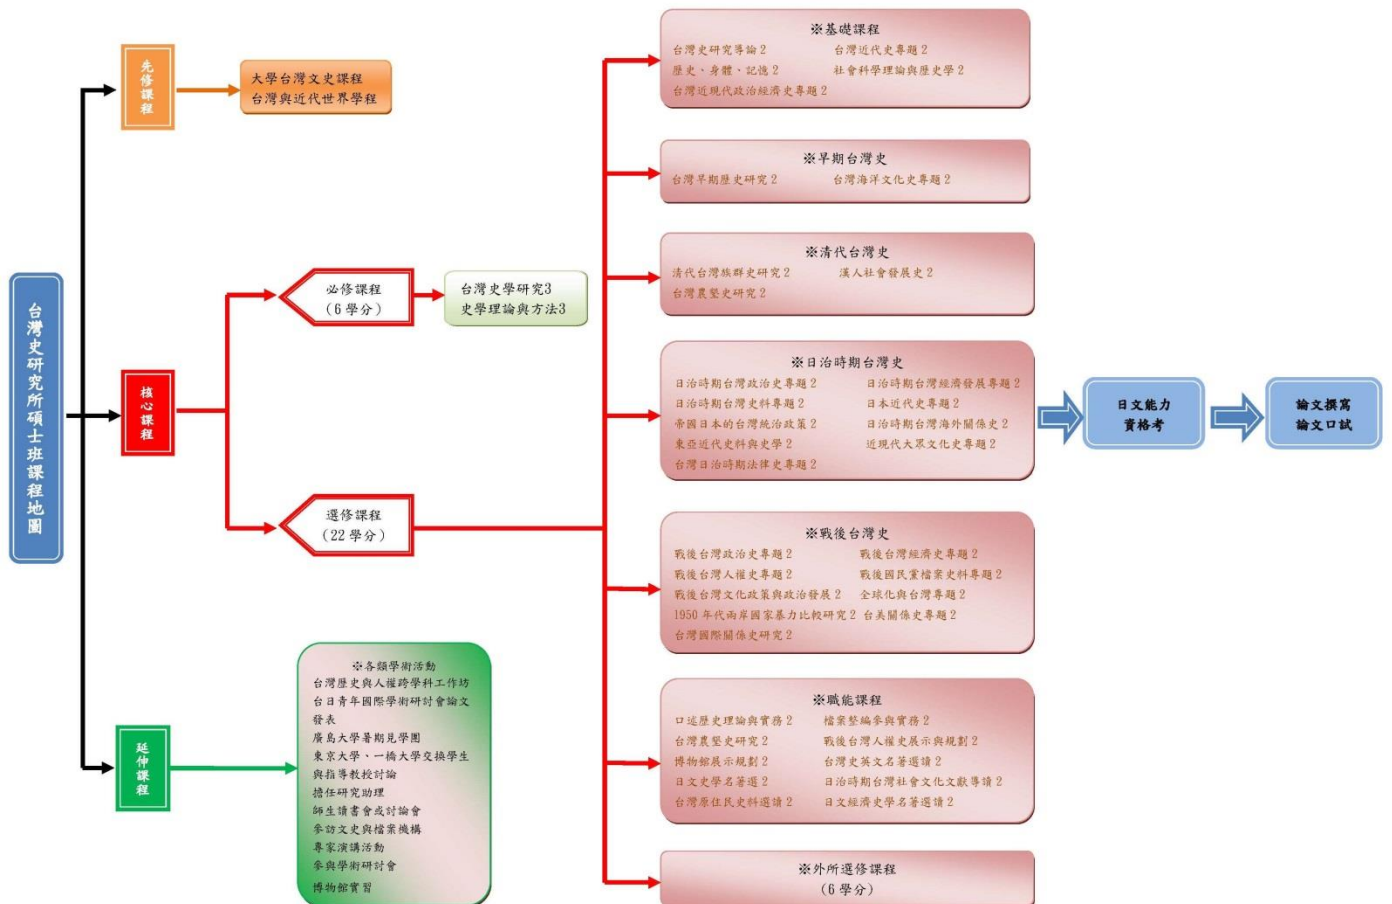 台灣史研究所碩士班課程地圖
先修課程
大學台灣文史課程
台灣與近代世界學程
核心課程
必修課程
(6 學分)
台灣史學研究3
史學理論與方法3
選修課程
(22 學分)
※基礎課程
台灣史研究導論 2 台灣近代史專題 2
歷史、身體、記憶 2 社會科學理論與歷史學 2
台灣近現代政治經濟史專題 2
※早期台灣史
台灣早期歷史研究 2 台灣海洋文化史專題 2
※清代台灣史
清代台灣族群史研究 2 漢人社會發展史 2
台灣農墾史研究 2
※日治時期台灣史
日治時期台灣政治史專題 2 日治時期台灣經濟發展專題 2
日治時期台灣史料專題 2 日本近代史專題 2
帝國日本的台灣統治政策 2 日治時期台灣海外關係史 2
東亞近代史料與史學 2 近現代大眾文化史專題 2
台灣日治時期法律史專題 2
※戰後台灣史
戰後台灣政治史專題 2 戰後台灣經濟史專題 2
戰後台灣人權史專題 2 戰後國民黨檔案史料專題 2
戰後台灣文化政策與政治發展 2 全球化與台灣專題 2
1950 年代兩岸國家暴力比較研究 2 台美關係史專題 2
台灣國際關係史研究 2
※職能課程
口述歷史理論與實務 2 檔案整編參與實務 2
台灣農墾史研究 2 戰後台灣人權史展示與規劃 2
博物館展示規劃 2 台灣史英文名著選讀 2
日文史學名著選 2 日治時期台灣社會文化文獻導讀 2
台灣原住民史料選讀 2 日文經濟史學名著選讀 2
※外所選修課程
(6 學分)
日文能力
資格考
論文撰寫
論文口試
延伸課程
※各類學術活動
台灣歷史與人權跨學科工作坊
台日青年國際學術研討會論文
發表
廣島大學暑期見學團
東京大學、一橋大學交換學生
與指導教授討論
擔任研究助理
師生讀書會或討論會
參訪文史與檔案機構
專家演講活動
參與學術研討會
博物館實習